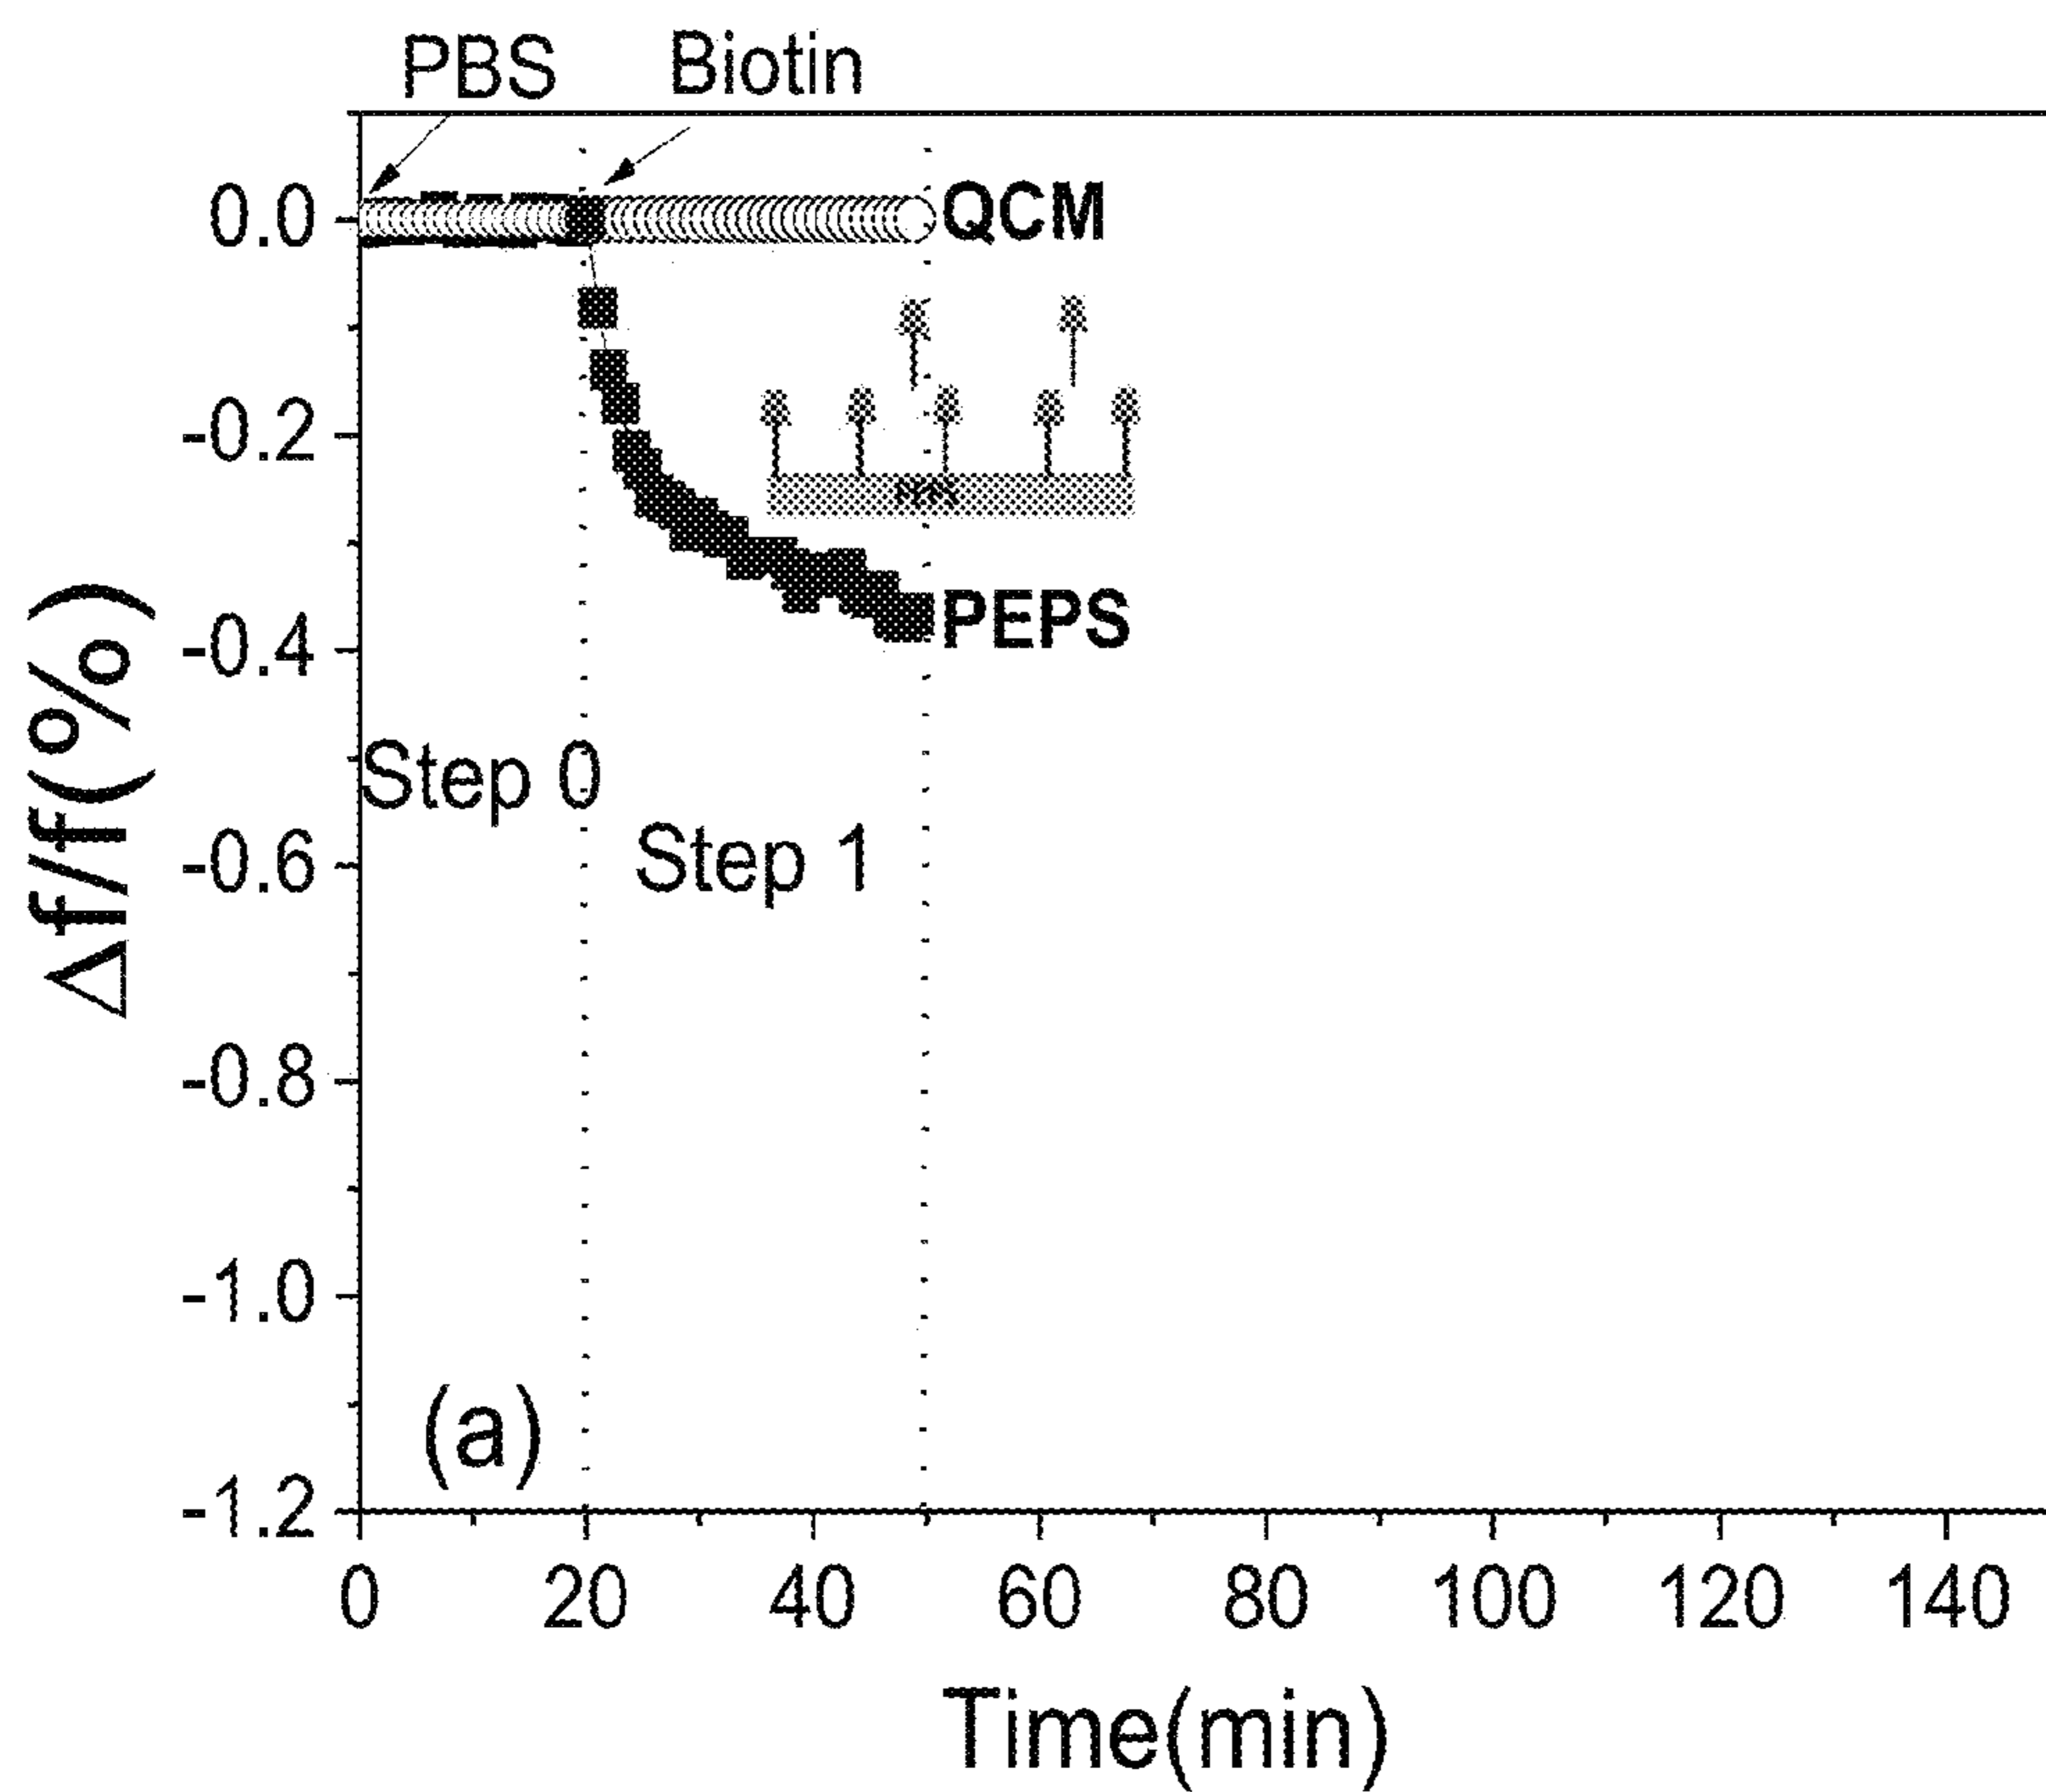 PBS Biotin
0.0
-0.2
-0.4
-0.6
-0.8
-1.0
-1.2
Δf/f(%)
QCM
PEPS
Step 0
Step 1
(a)
0 20 40 60 80 100 120 140
Time(min)